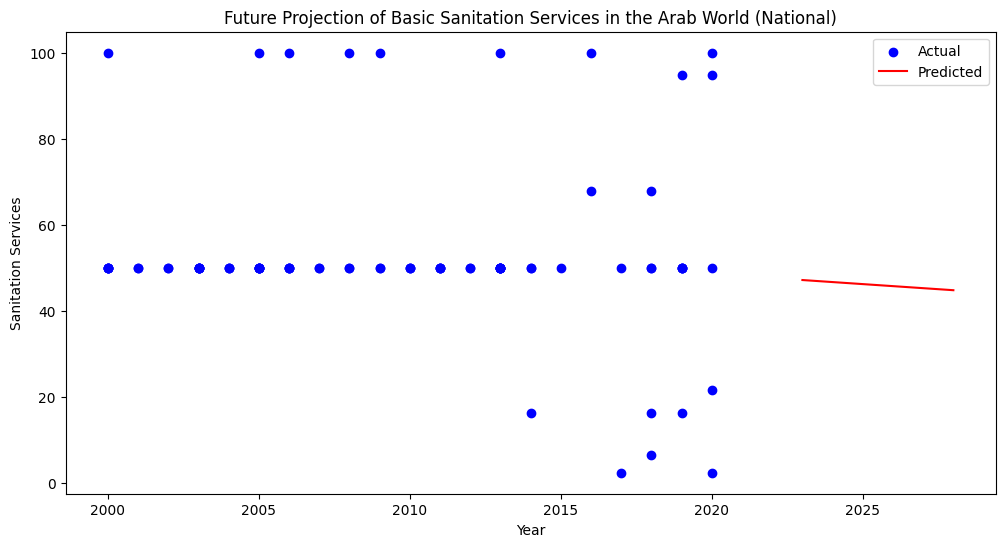 Future Projection of Basic Sanitation Services in the Arab World (National)
Actual
Predicted
Sanitation Services
100
80
60
40
20
0
2000
2005
2010
2015
2020
2025
Year